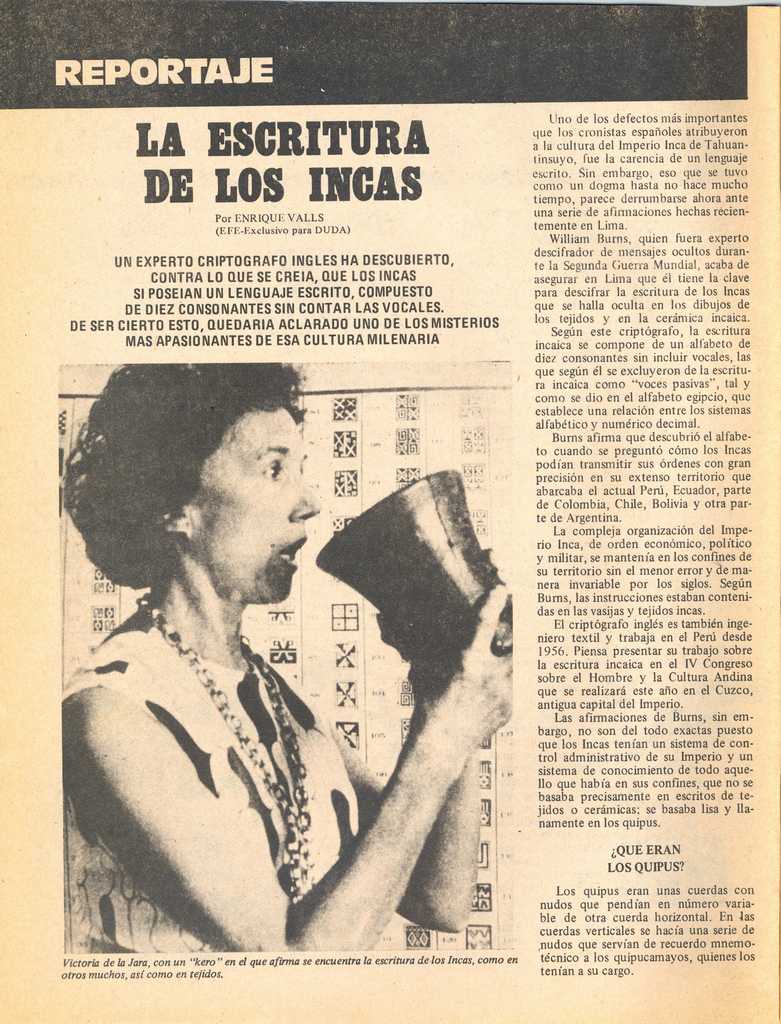 REPORTAJE
LA ESCRITURA
DE LOS INCAS
Por ENRIQUE VALLS
(EFE-Exclusivo para DUDA)
UN EXPERTO CRIPTOGRAFO INGLES HA DESCUBIERTO,
CONTRA LO QUE SE CREIA, QUE LOS INCAS
SI POSEIAN UN LENGUAJE ESCRITO, COMPUESTO
DE DIEZ CONSONANTES SIN CONTAR LAS VOCALES.
DE SER CIERTO ESTO, QUEDARIA ACLARADO UNO DE LOS MISTERIOS
MAS APASIONANTES DE ESA CULTURA MILENARIA
Victoria de la Jara, con un "kero" en el que afirma se encuentra la escritura de los Incas, como en
otros muchos, así como en tejidos.
Uno de los defectos más importantes
que los cronistas españoles atribuyeron
a la cultura del Imperio Inca de Tahuan-
tinsuyo, fue la carencia de un lenguaje
escrito. Sin embargo, eso que se tuvo
como un dogma hasta no hace mucho
tiempo, parece derrumbarse ahora ante
una serie de afirmaciones hechas recien-
temente en Lima.
William Burns, quien fuera experto
descifrador de mensajes ocultos duran-
te la Segunda Guerra Mundial, acaba de
asegurar en Lima que él tiene la clave
para descifrar la escritura de los Incas
que se halla oculta en los dibujos de
los tejidos y en la cerámica incaica.
Según este criptógrafo, la escritura
incaica se compone de un alfabeto de
diez consonantes sin incluir vocales, las
que según él se excluyeron de la escritu-
ra incaica como "voces pasivas", tal y
como se dio en el alfabeto egipcio, que
establece una relación entre los sistemas
alfabético y numérico decimal.
Burns afirma que descubrió el alfabe-
to cuando se preguntó cómo los Incas
podían transmitir sus órdenes con gran
precisión en su extenso territorio que
abarcaba el actual Perú, Ecuador, parte
de Colombia, Chile, Bolivia y otra par-
te de Argentina.
La compleja organización del Impe-
rio Inca, de orden económico, político
y militar, se mantenía en los confines de
su territorio sin el menor error y de ma-
nera invariable por los siglos. Según
Burns, las instrucciones estaban conteni-
das en las vasijas y tejidos incas.
El criptógrafo inglés es también inge-
niero textil y trabaja en el Perú desde
1956. Piensa presentar su trabajo sobre
la escritura incaica en el IV Congreso
sobre el Hombre y la Cultura Andina
que se realizará este año en el Cuzco,
antigua capital del Imperio.
Las afirmaciones de Burns, sin em-
bargo, no son del todo exactas puesto
que los Incas tenían un sistema de con-
trol administrativo de su Imperio y un
sistema de conocimiento de todo aque-
llo que había en sus confines, que no se
basaba precisamente en escritos de te-
jidos o cerámicas; se basaba lisa y lla-
namente en los quipus.
¿QUE ERAN
LOS QUIPUS?
Los quipus eran unas cuerdas con
nudos que pendían en número varia-
ble de otra cuerda horizontal. En las
cuerdas verticales se hacía una serie de
nudos que servían de recuerdo mnemo-
técnico a los quipucamayos, quienes los
tenían a su cargo.